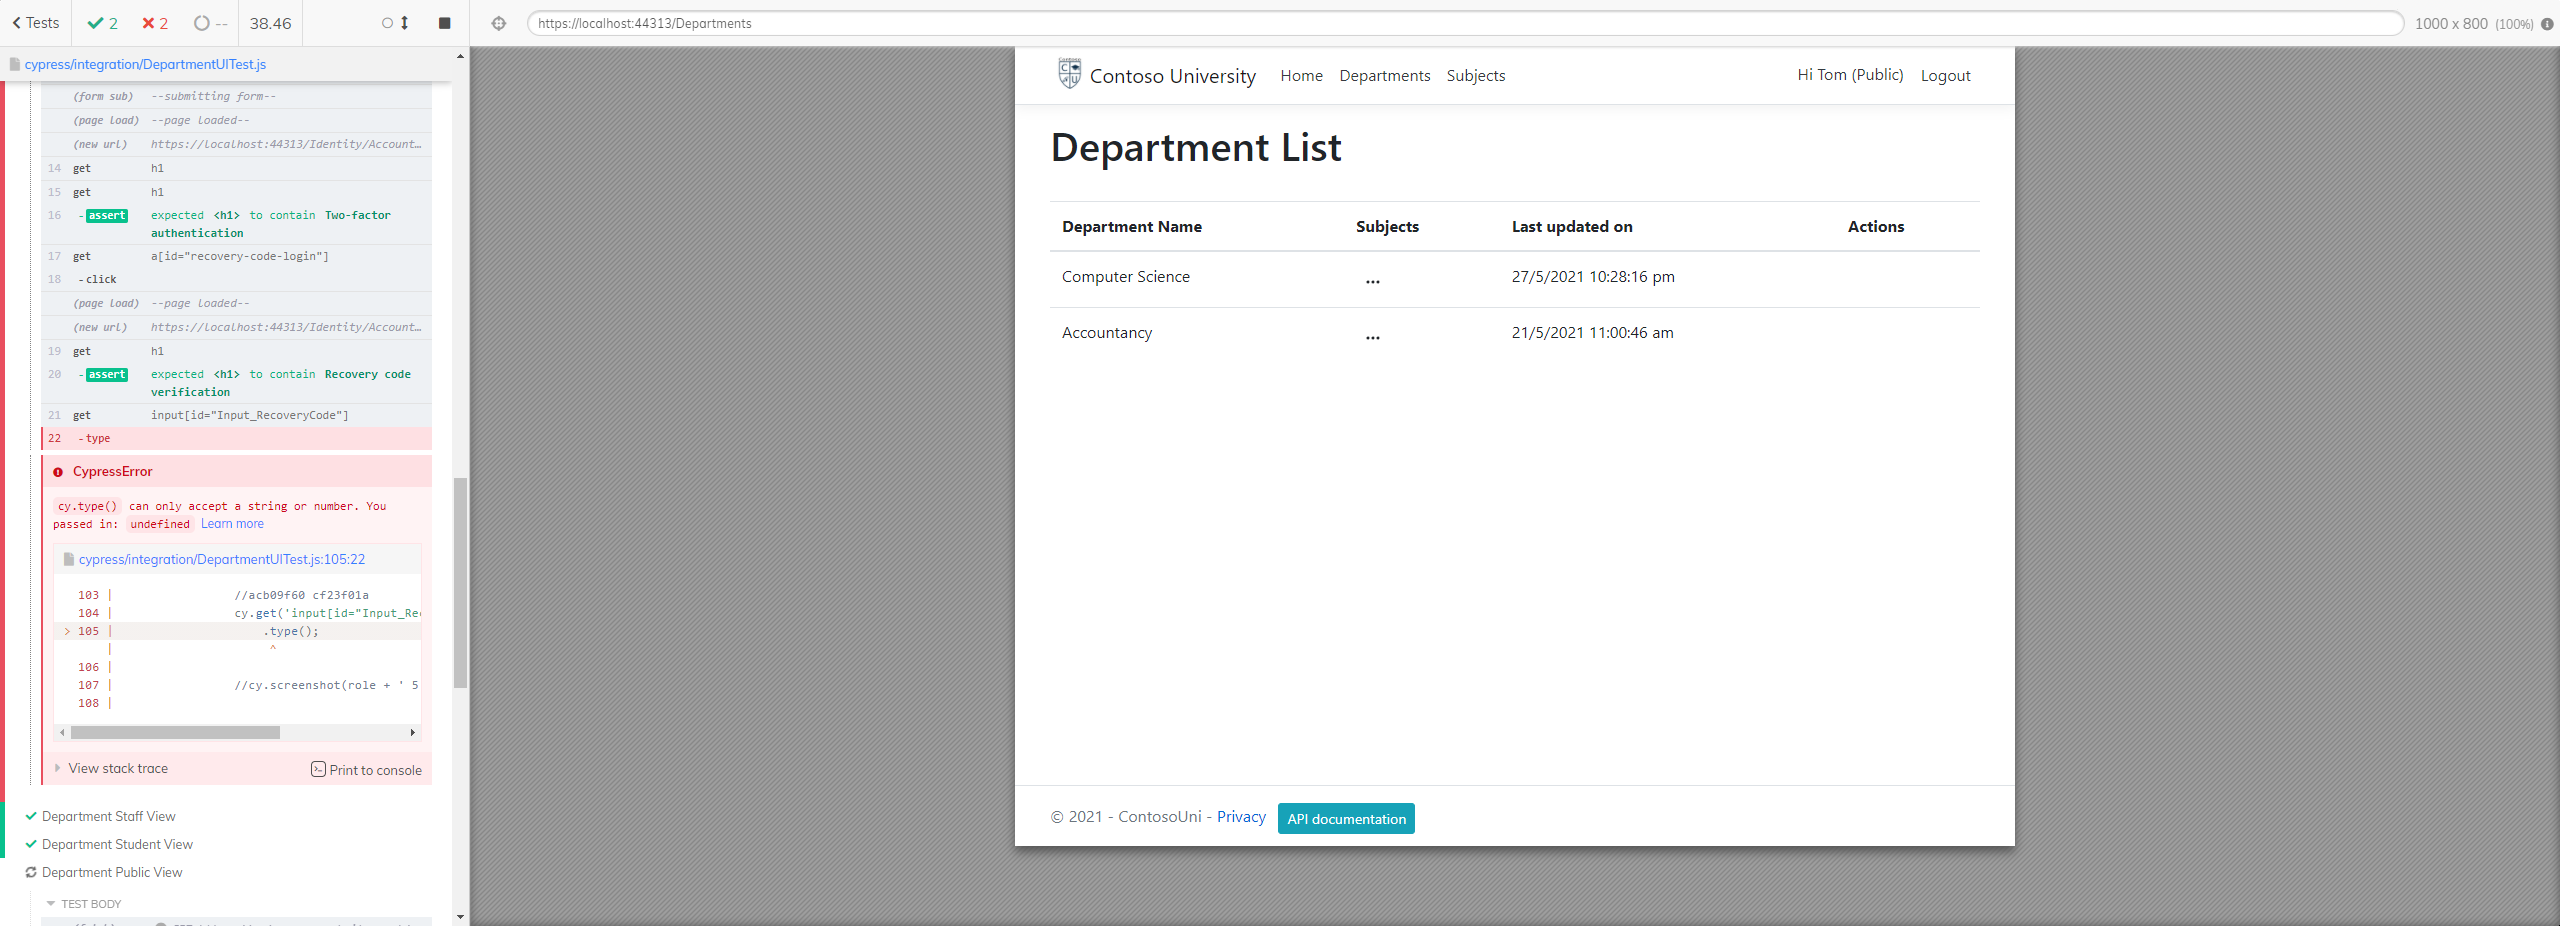 Tests 2 2 -- 38.46
cypress/integration/DepartmentUITest.js
(form sub) --submitting form--
(page load) --page loaded--
(new url) https://localhost:44313/Identity/Account…
14 get h1
15 get h1
16 -assert expected <h1> to contain Two-factor
authentication
17 get a[id="recovery-code-login"]
18 -click
(page load) --page loaded--
(new url) https://localhost:44313/Identity/Account…
19 get h1
20 -assert expected <h1> to contain Recovery code
verification
21 get input[id="Input_RecoveryCode"]
22 -type
CypressError
cy.type() can only accept a string or number. You
passed in: undefined Learn more
cypress/integration/DepartmentUITest.js:105:22
103 | //acb09f60 cf23f01a
104 | cy.get('input[id="Input_Rec
> 105 | .type();
| ^
106 |
107 | //cy.screenshot(role + ' 5
108 |
View stack trace Print to console
Department Staff View
Department Student View
Department Public View
TEST BODY
https://localhost:44313/Departments
1000 x 800 (100%)
Contoso
C U
Contoso University Home Departments Subjects Hi Tom (Public) Logout
Department List
Department Name Subjects Last updated on Actions
Computer Science ... 27/5/2021 10:28:16 pm
Accountancy ... 21/5/2021 11:00:46 am
© 2021 - ContosoUni - Privacy API documentation